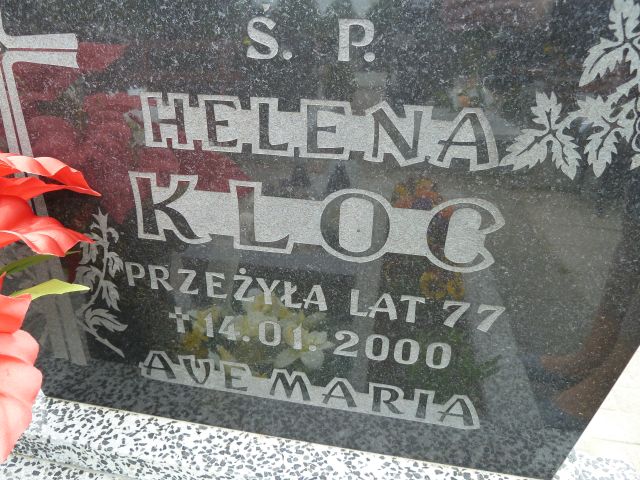 Ś. P.
HELENA
KLOC
PRZEŻYŁA LAT 77
† 14.01.2000
AVE MARIA